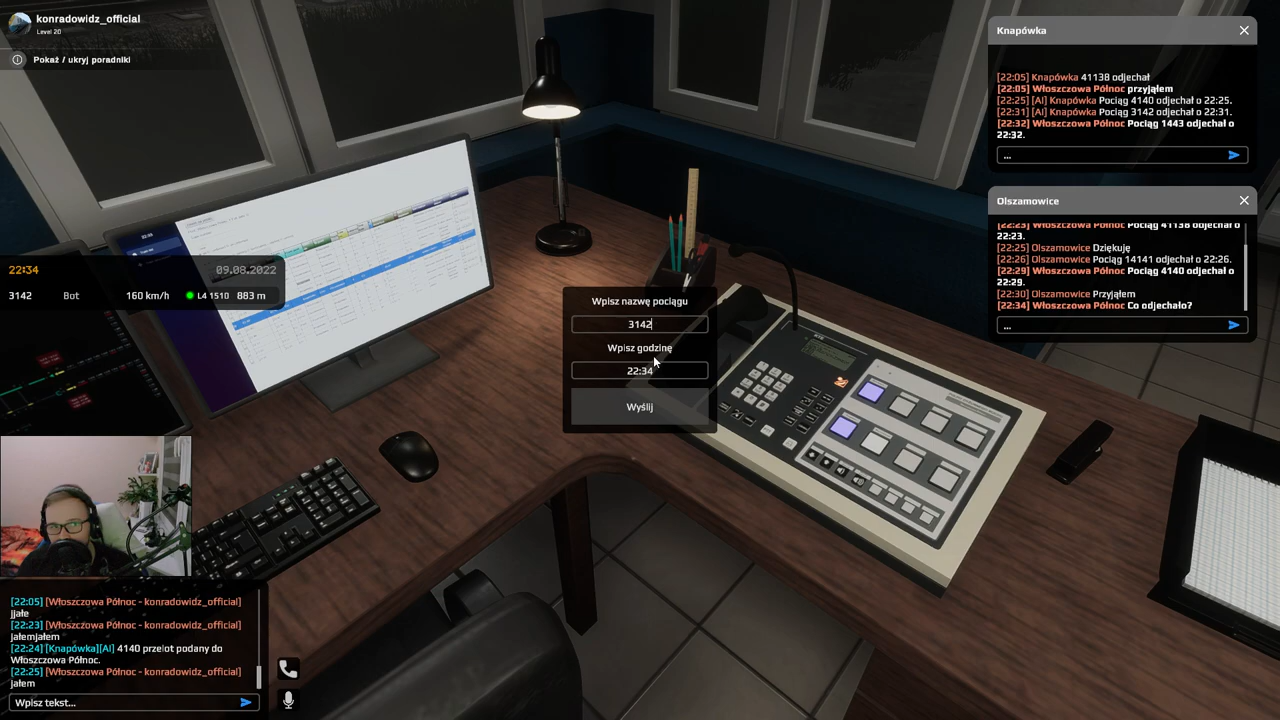 konradowidz_official
Level 20
Pokaż / ukryj poradniki
22:34
09.08.2022
3142 Bot 160 km/h L4 1510 883 m
Wpisz nazwę pociągu
3142
Wpisz godzinę
22:34
Wyślij
Knapówka
[22:05] Knapówka 41138 odjechał
[22:05] Włoszczowa Północ przyjąłem
[22:25] [AI] Knapówka Pociąg 4140 odjechał o 22:25.
[22:31] [AI] Knapówka Pociąg 3142 odjechał o 22:31.
[22:32] Włoszczowa Północ Pociąg 1443 odjechał o
22:32.
...
Olszamowice
[22:23] Włoszczowa Północ Pociąg 41138 odjechał o
22:23.
[22:25] Olszamowice Dziękuję
[22:26] Olszamowice Pociąg 14141 odjechał o 22:26.
[22:29] Włoszczowa Północ Pociąg 4140 odjechał o
22:29.
[22:30] Olszamowice Przyjąłem
[22:34] Włoszczowa Północ Co odjechało?
...
[22:05] [Włoszczowa Północ - konradowidz_official]
jjałe
[22:23] [Włoszczowa Północ - konradowidz_official]
jałemjałem
[22:24] [Knapówka][AI] 4140 przelot podany do
Włoszczowa Północ.
[22:25] [Włoszczowa Północ - konradowidz_official]
jałem
Wpisz tekst...